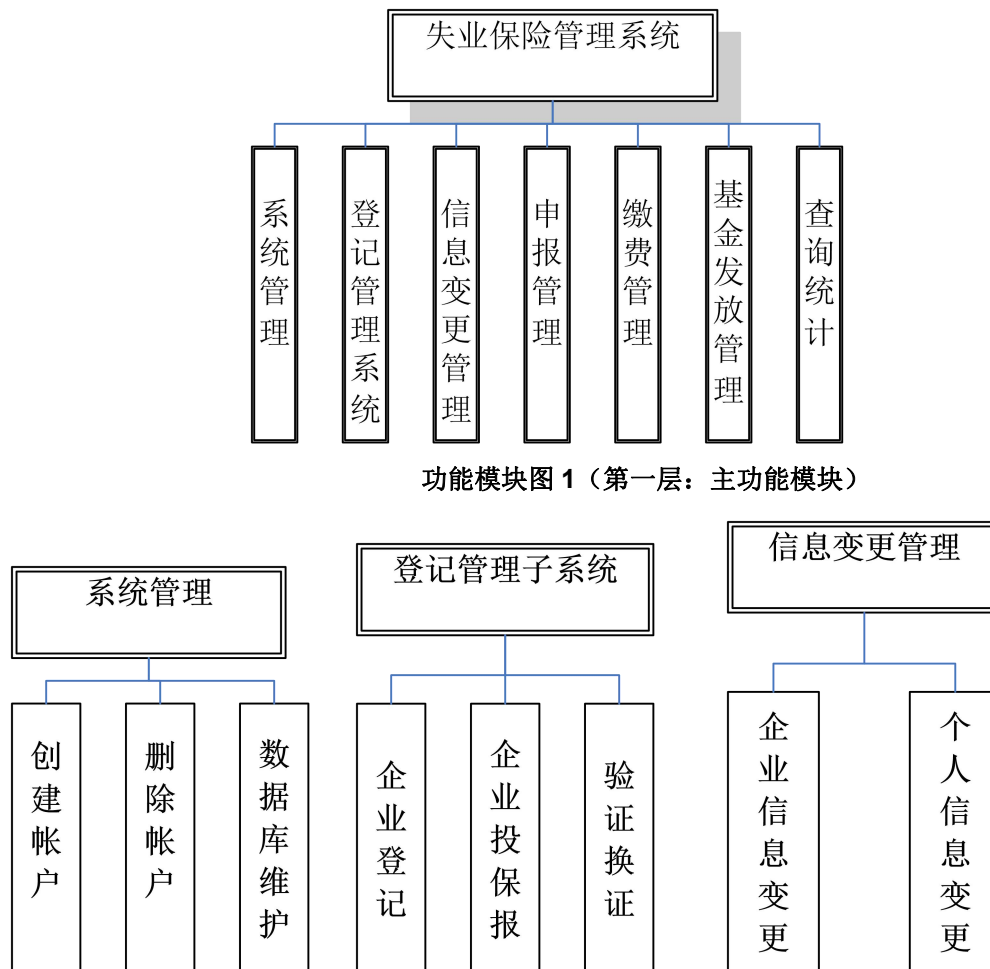 失业保险管理系统
系统管理
登记管理系统
信息变更管理
申报管理
缴费管理
基金发放管理
查询统计
功能模块图 1（第一层：主功能模块）
系统管理
登记管理子系统
信息变更管理
创建帐户
删除帐户
数据库维护
企业登记
企业投保报
验证换证
企业信息变更
个人信息变更